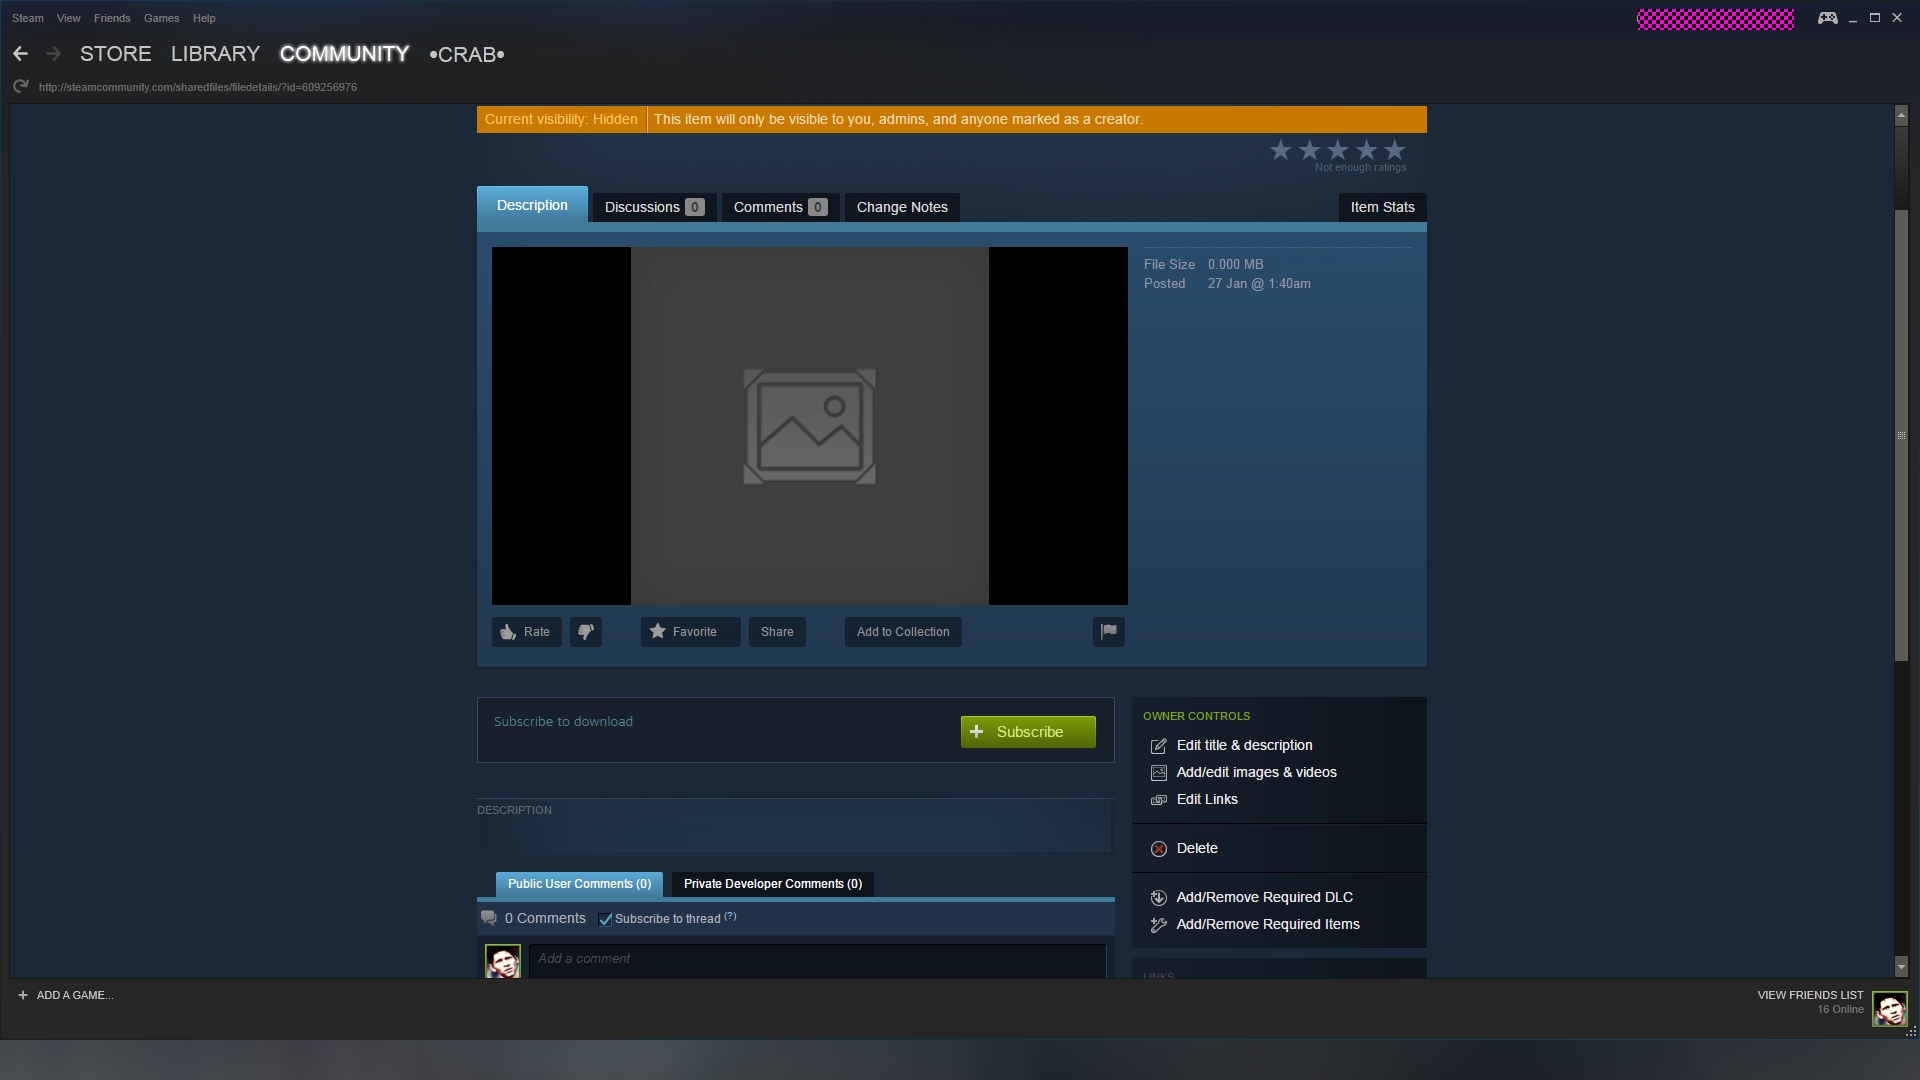 Steam View Friends Games Help
STORE LIBRARY COMMUNITY •CRAB•
http://steamcommunity.com/sharedfiles/filedetails/?id=609256976
Current visibility: Hidden This item will only be visible to you, admins, and anyone marked as a creator.
Not enough ratings
Description Discussions 0 Comments 0 Change Notes Item Stats
File Size 0.000 MB
Posted 27 Jan @ 1:40am
Rate Favorite Share Add to Collection
Subscribe to download
Subscribe
OWNER CONTROLS
Edit title & description
Add/edit images & videos
Edit Links
Delete
Add/Remove Required DLC
Add/Remove Required Items
LINKS
DESCRIPTION
Public User Comments (0) Private Developer Comments (0)
0 Comments Subscribe to thread (?)
Add a comment
+ ADD A GAME...
VIEW FRIENDS LIST
16 Online